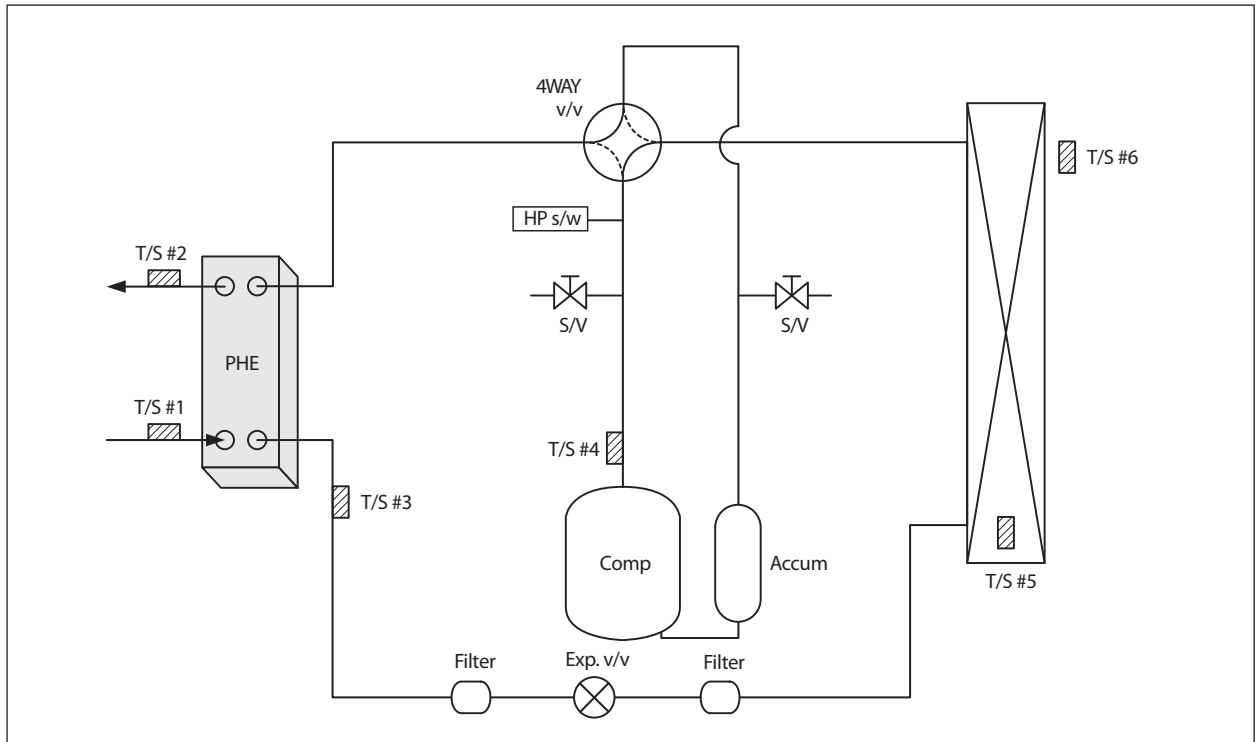 4WAY
v/v
T/S #6
HP s/w
T/S #2
S/V
S/V
PHE
T/S #1
T/S #4
T/S #3
Comp
Accum
T/S #5
Filter
Exp. v/v
Filter